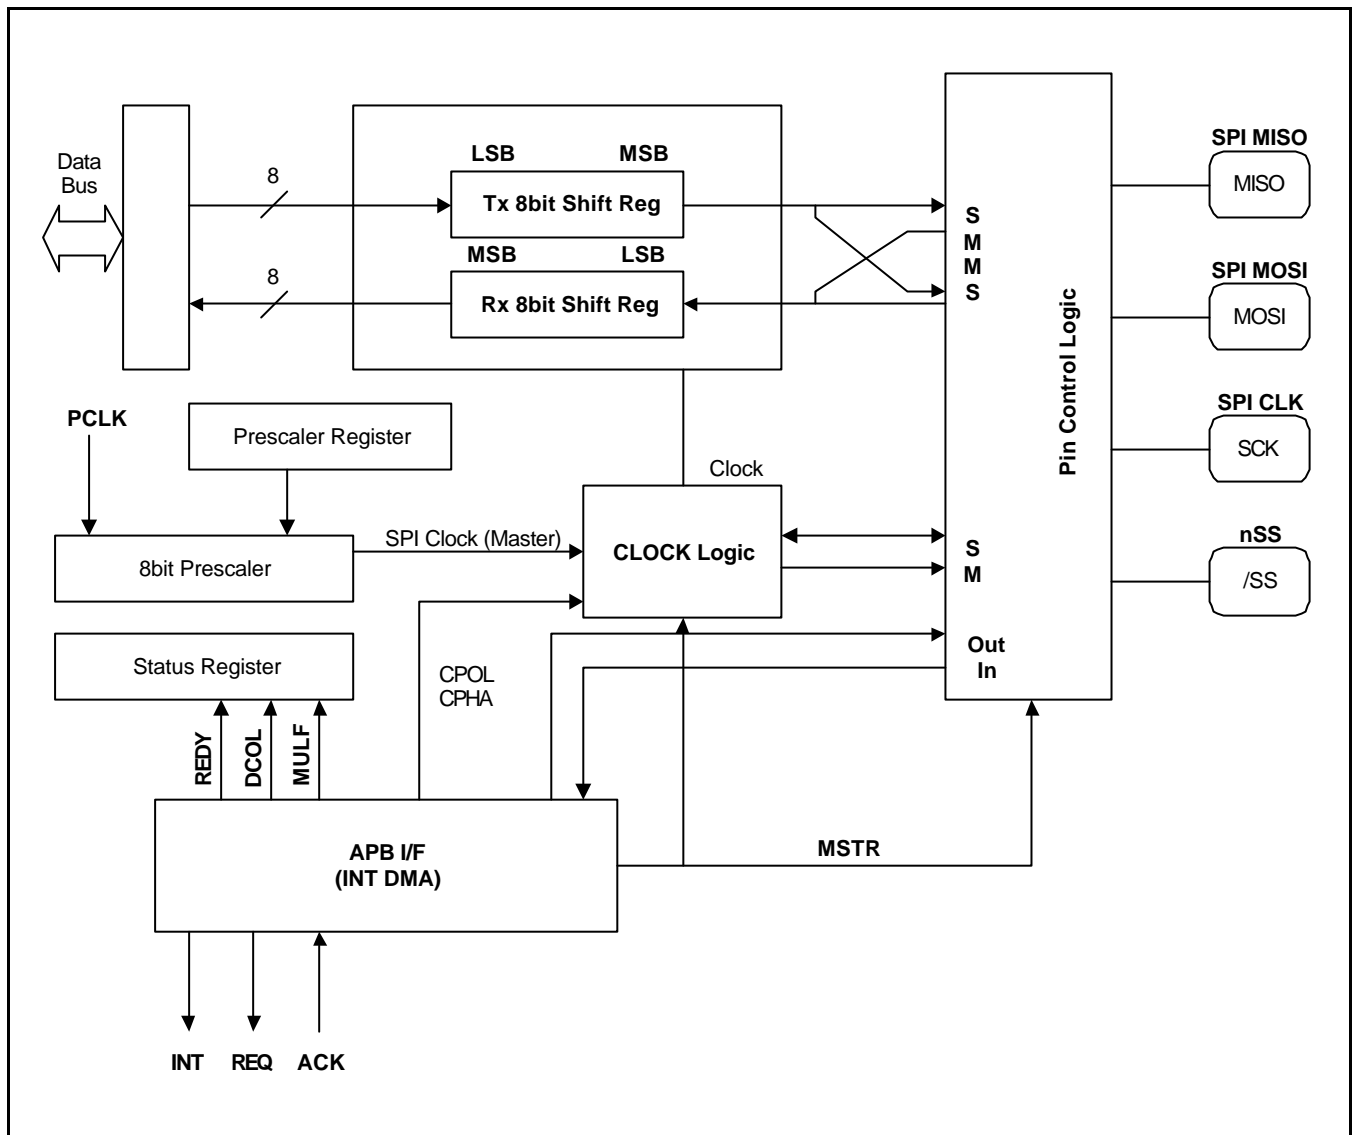 Data
Bus
8
8
LSB
MSB
Tx 8bit Shift Reg
MSB
LSB
Rx 8bit Shift Reg
S
M
M
S
Pin Control Logic
SPI MISO
MISO
SPI MOSI
MOSI
SPI CLK
SCK
nSS
/SS
PCLK
Prescaler Register
Clock
8bit Prescaler
SPI Clock (Master)
CLOCK Logic
S
M
Status Register
CPOL
CPHA
Out
In
REDY
DCOL
MULF
APB I/F
(INT DMA)
MSTR
INT
REQ
ACK